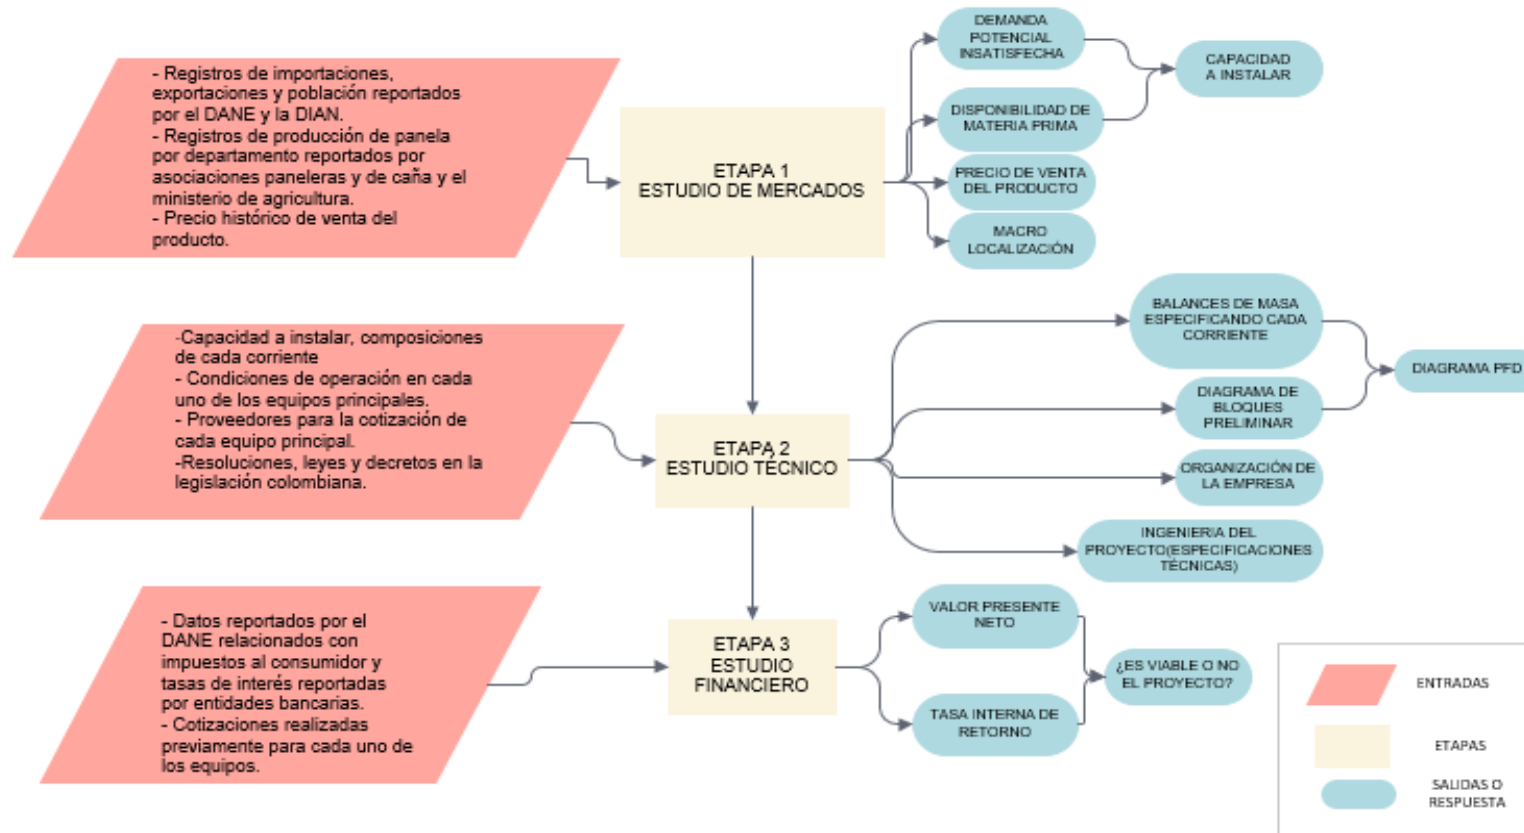 - Registros de importaciones,
exportaciones y población reportados
por el DANE y la DIAN.
- Registros de producción de panela
por departamento reportados por
asociaciones paneleras y de caña y el
ministerio de agricultura.
- Precio histórico de venta del
producto.
ETAPA 1
ESTUDIO DE MERCADOS
DEMANDA
POTENCIAL
INSATISFECHA
CAPACIDAD
A INSTALAR
DISPONIBILIDAD DE
MATERIA PRIMA
PRECIO DE VENTA
DEL PRODUCTO
MACRO
LOCALIZACIÓN
-Capacidad a instalar, composiciones
de cada corriente
- Condiciones de operación en cada
uno de los equipos principales.
- Proveedores para la cotización de
cada equipo principal.
-Resoluciones, leyes y decretos en la
legislación colombiana.
ETAPA 2
ESTUDIO TÉCNICO
BALANCES DE MASA
ESPECIFICANDO CADA
CORRIENTE
DIAGRAMA PFD
DIAGRAMA DE
BLOQUES
PRELIMINAR
ORGANIZACIÓN DE
LA EMPRESA
INGENIERIA DEL
PROYECTO(ESPECIFICACIONES
TÉCNICAS)
- Datos reportados por el
DANE relacionados con
impuestos al consumidor y
tasas de interés reportadas
por entidades bancarias.
- Cotizaciones realizadas
previamente para cada uno de
los equipos.
ETAPA 3
ESTUDIO
FINANCIERO
VALOR PRESENTE
NETO
TASA INTERNA DE
RETORNO
¿ES VIABLE O NO
EL PROYECTO?
ENTRADAS
ETAPAS
SALIDAS O
RESPUESTA